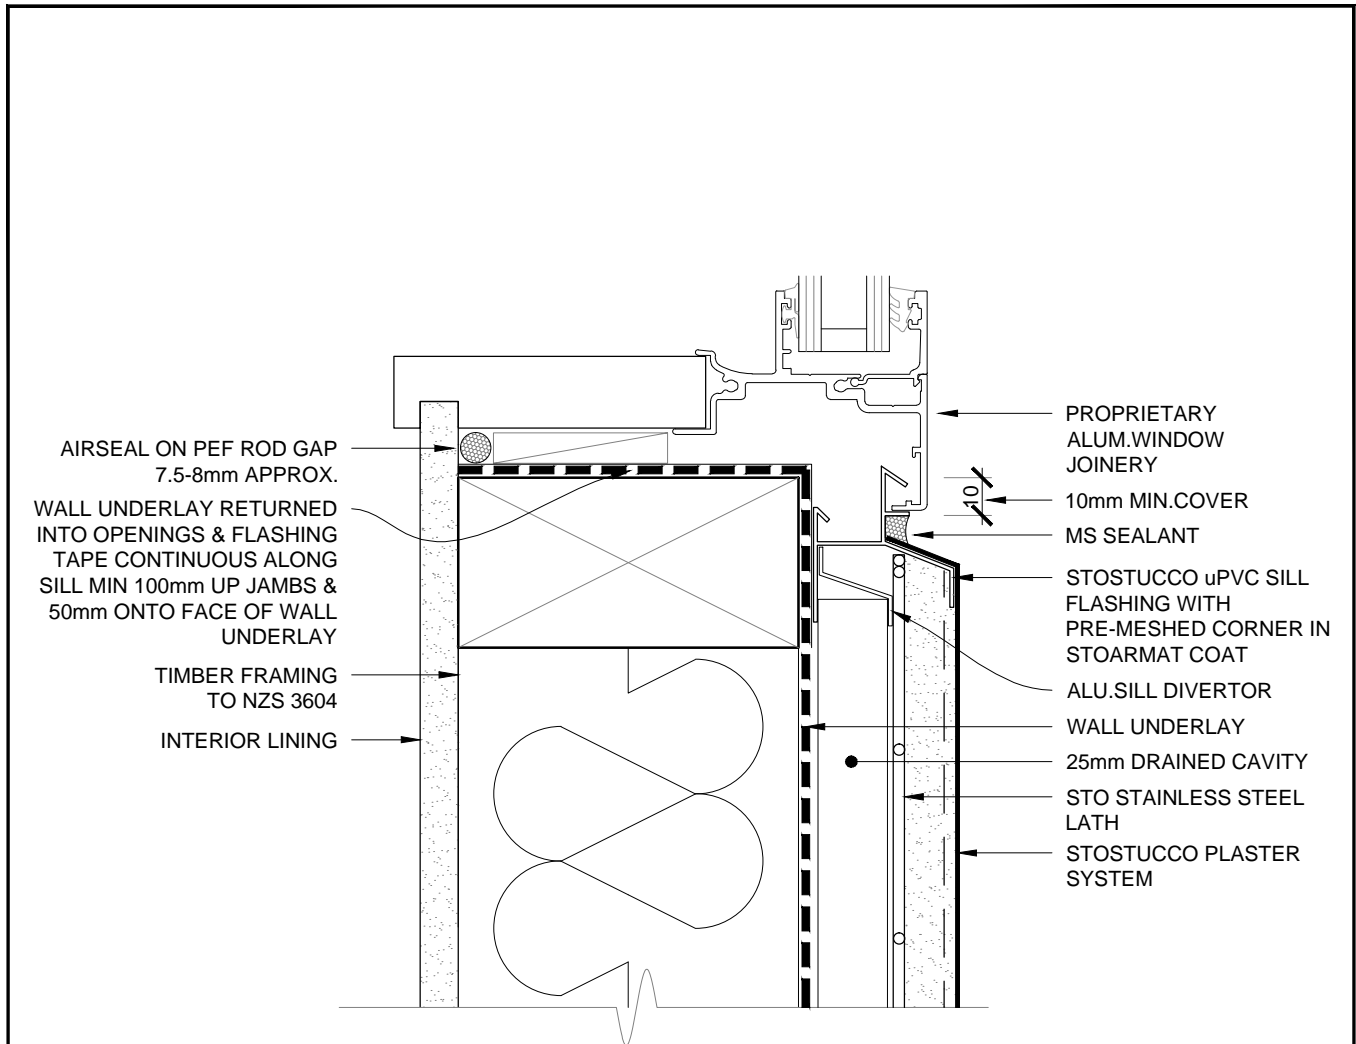 AIRSEAL ON PEF ROD GAP
7.5-8mm APPROX.
WALL UNDERLAY RETURNED
INTO OPENINGS & FLASHING
TAPE CONTINUOUS ALONG
SILL MIN 100mm UP JAMBS &
50mm ONTO FACE OF WALL
UNDERLAY
TIMBER FRAMING
TO NZS 3604
INTERIOR LINING
PROPRIETARY
ALUM.WINDOW
JOINERY
10
10mm MIN.COVER
MS SEALANT
STOSTUCCO uPVC SILL
FLASHING WITH
PRE-MESHED CORNER IN
STOARMAT COAT
ALU.SILL DIVERTOR
WALL UNDERLAY
25mm DRAINED CAVITY
STO STAINLESS STEEL
LATH
STOSTUCCO PLASTER
SYSTEM